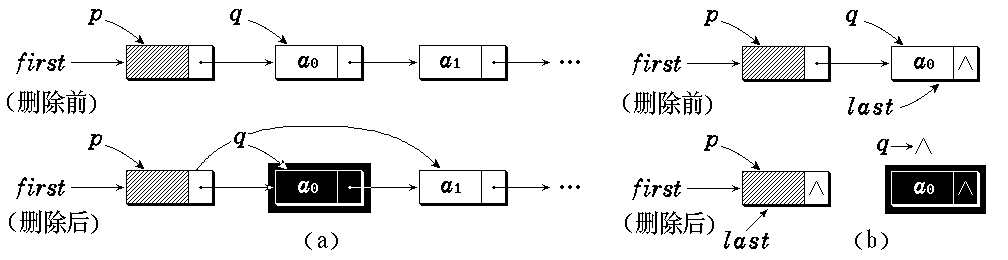 p q p q
first a₀ a₁ … first a₀ ∧
(删除前) (删除前) last
p q p q ∧
first a₀ a₁ … first ∧ a₀ ∧
(删除后) (a) last (删除后) (b)